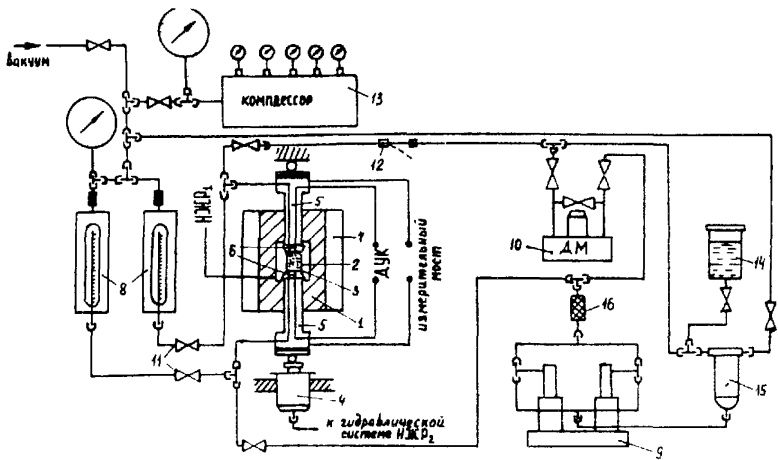 вакуум
компрессор
13
12
НЖР₁
5
7
6
2
3
ДУК
измерительный
мост
1
5
8
11
4
к гидравлической
системе НЖР₂
10
ДМ
16
14
15
9